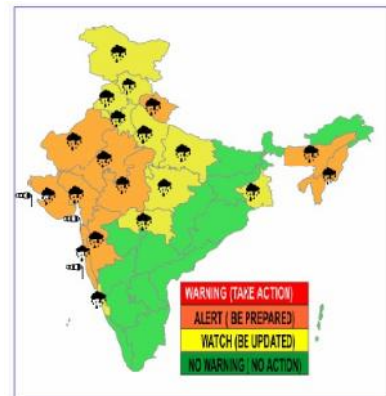 WARNING (TAKE ACTION)
ALERT ( BE PREPARED)
WATCH (BE UPDATED)
NO WARNING ( NO ACTION)